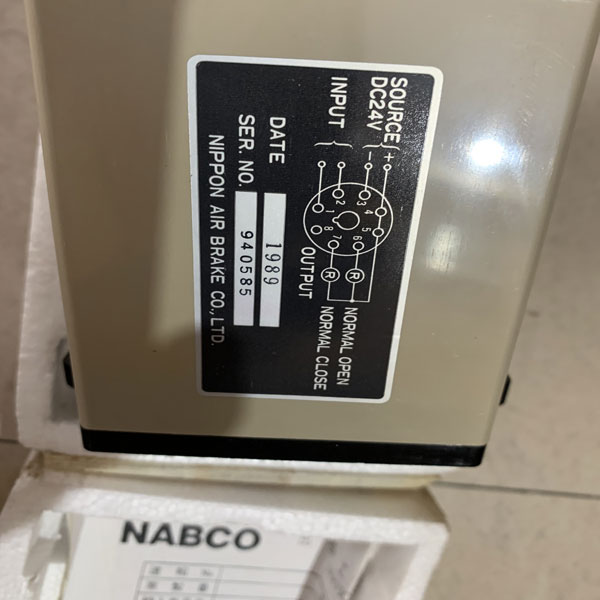 SOURCE { +
DC24V { -
INPUT {
1
2
3
4
5
6
7
8
R
R
OUTPUT
NORMAL OPEN
NORMAL CLOSE
DATE 1989
SER. NO. 940585
NIPPON AIR BRAKE CO., LTD.
NABCO